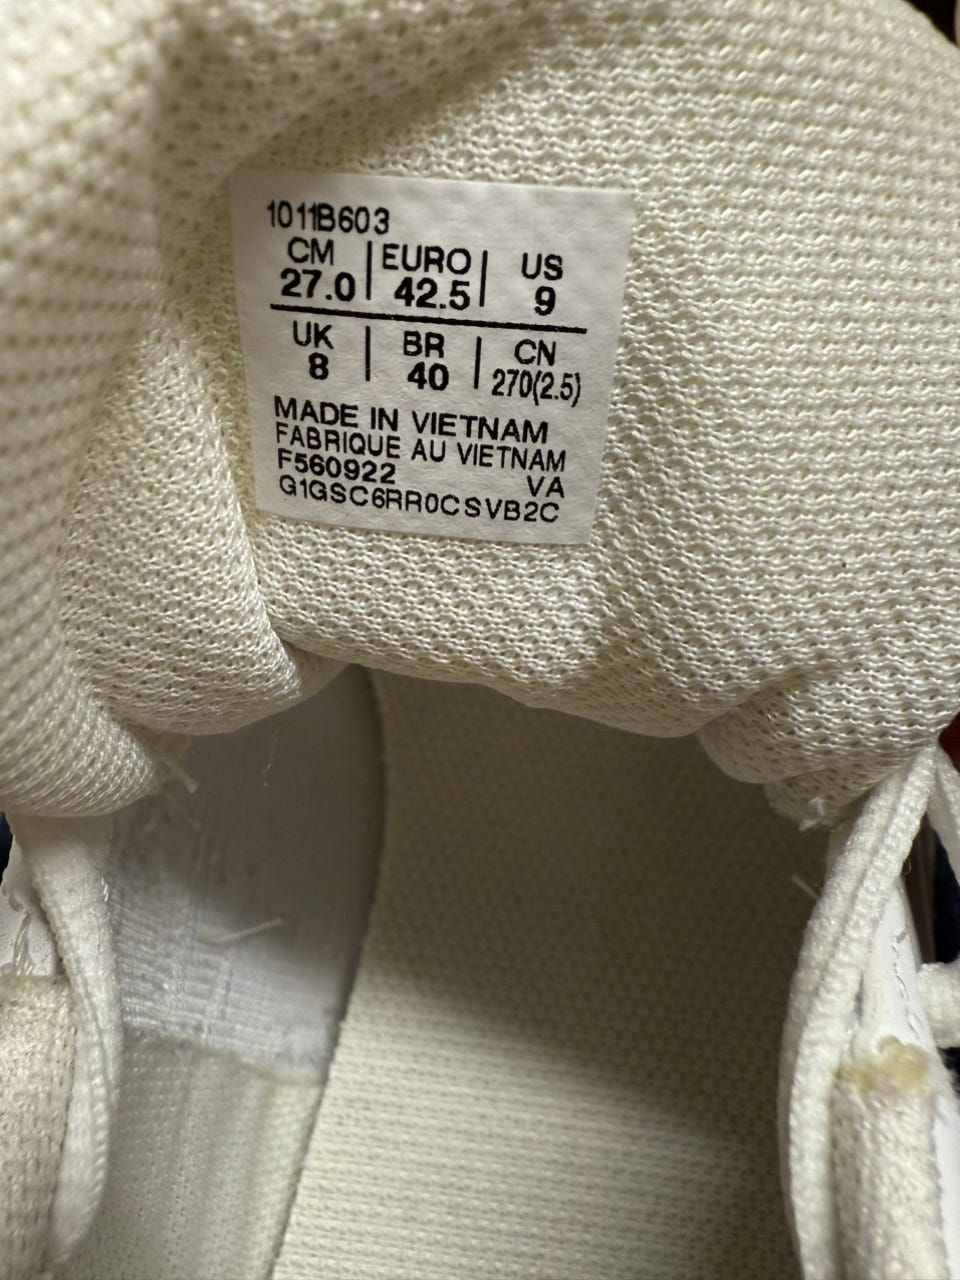 1011B603
CM | EURO | US
27.0 | 42.5 | 9
UK | BR | CN
8 | 40 | 270(2.5)
MADE IN VIETNAM
FABRIQUE AU VIETNAM
F560922 VA
G1GSC6RR0CSVB2C